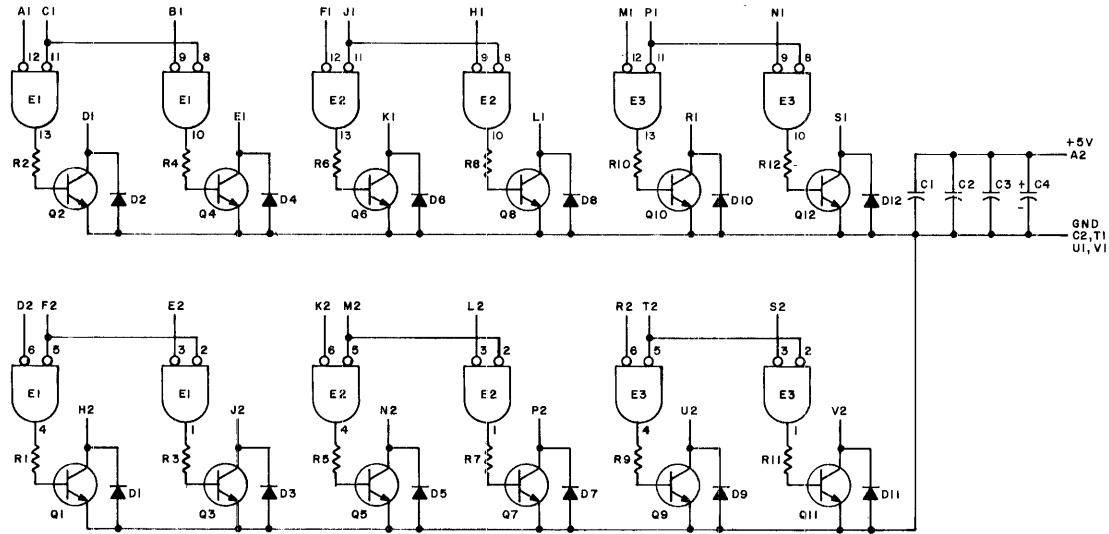 A1 C1 B1 F1 J1 H1 M1 P1 N1
12 11 9 8 12 11 9 8 12 11 9 8
E1 E1 E2 E2 E3 E3
13 D1 10 E1 13 K1 10 L1 13 R1 10 S1
+5V
A2
R2 R4 R6 R8 R10 R12
D2 D4 D6 D8 D10 D12 C1 C2 C3 + C4
-
Q2 Q4 Q6 Q8 Q10 Q12
GND
C2,T1
U1,V1
D2 F2 E2 K2 M2 L2 R2 T2 S2
6 5 3 2 6 5 3 2 6 5 3 2
E1 E1 E2 E2 E3 E3
4 H2 1 J2 4 N2 1 P2 4 U2 1 V2
R1 R3 R5 R7 R9 R11
D1 D3 D5 D7 D9 D11
Q1 Q3 Q5 Q7 Q9 Q11